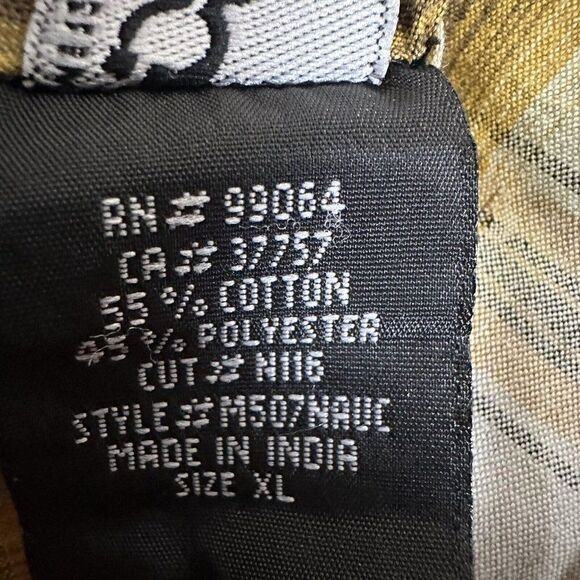 RN# 99064
CA# 37757
55% COTTON
45% POLYESTER
CUT# N116
STYLE# M507NAUC
MADE IN INDIA
SIZE XL